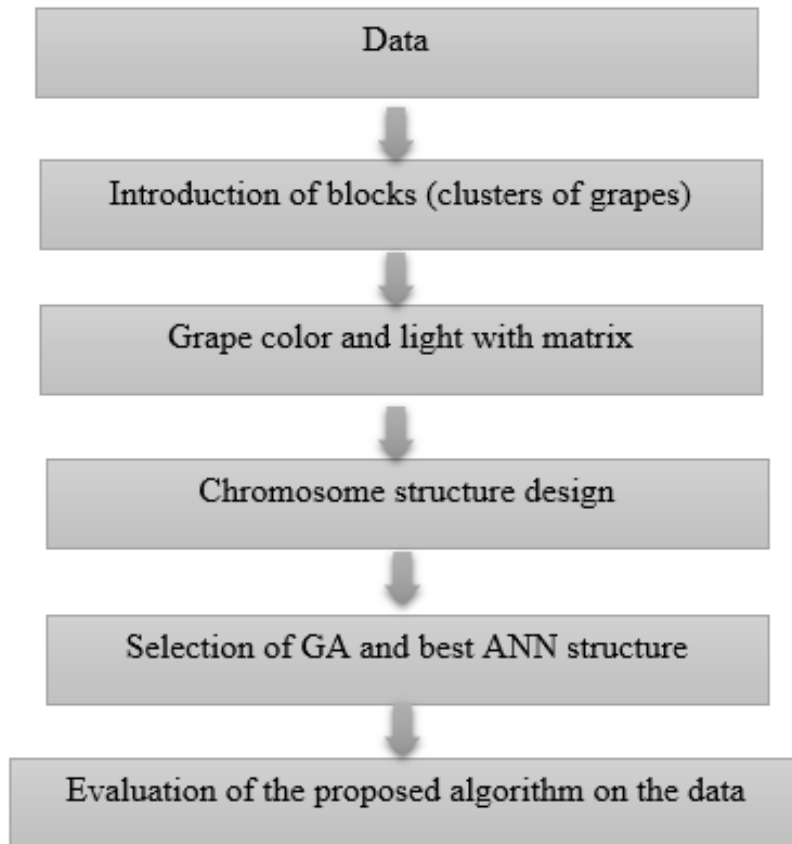 Data
Introduction of blocks (clusters of grapes)
Grape color and light with matrix
Chromosome structure design
Selection of GA and best ANN structure
Evaluation of the proposed algorithm on the data